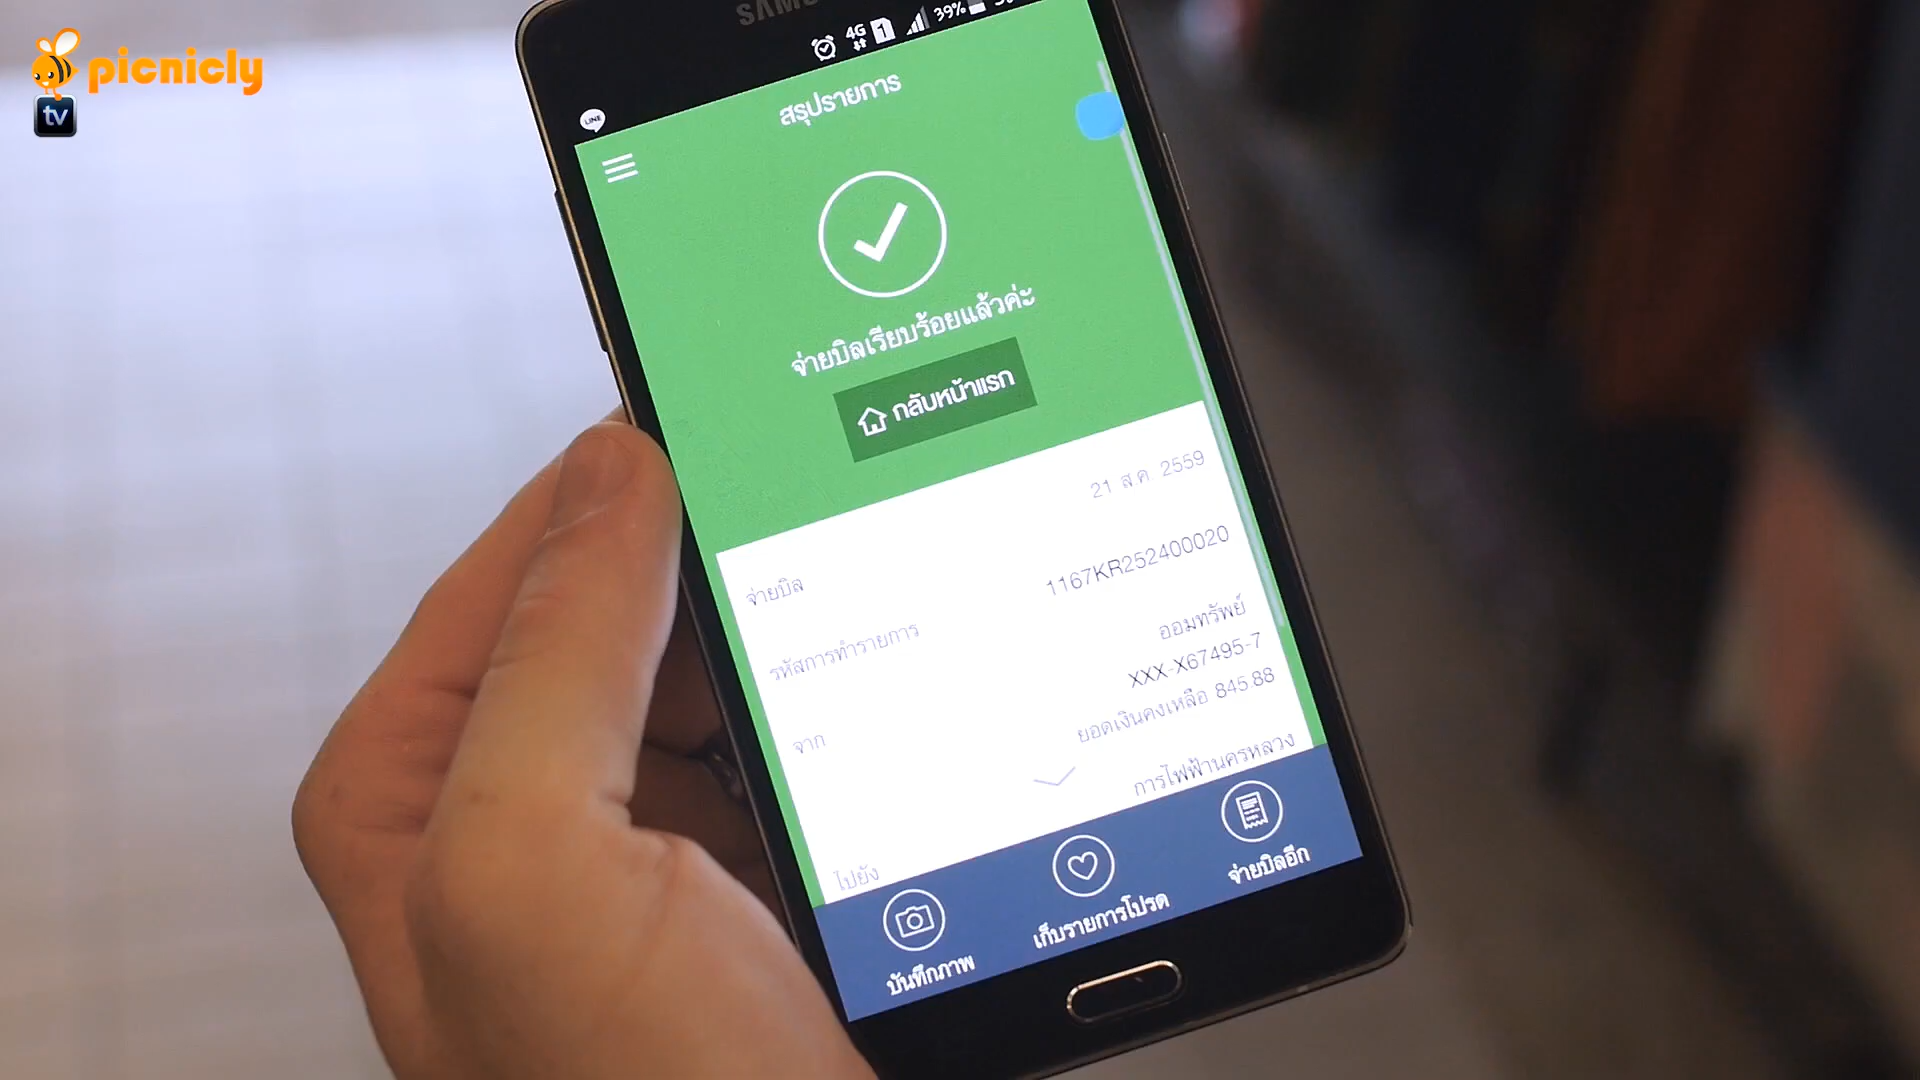 picnicly
tv
SAMS
4G 1 39%
LINE
สรุปรายการ
จ่ายบิลเรียบร้อยแล้วค่ะ
กลับหน้าแรก
21 ส.ค. 2559
จ่ายบิล
1167KR252400020
รหัสการทำรายการ
ออมทรัพย์
XXX-X67495-7
จาก
ยอดเงินคงเหลือ 845.88
การไฟฟ้านครหลวง
ไปยัง
บันทึกภาพ
เก็บรายการโปรด
จ่ายบิลอีก